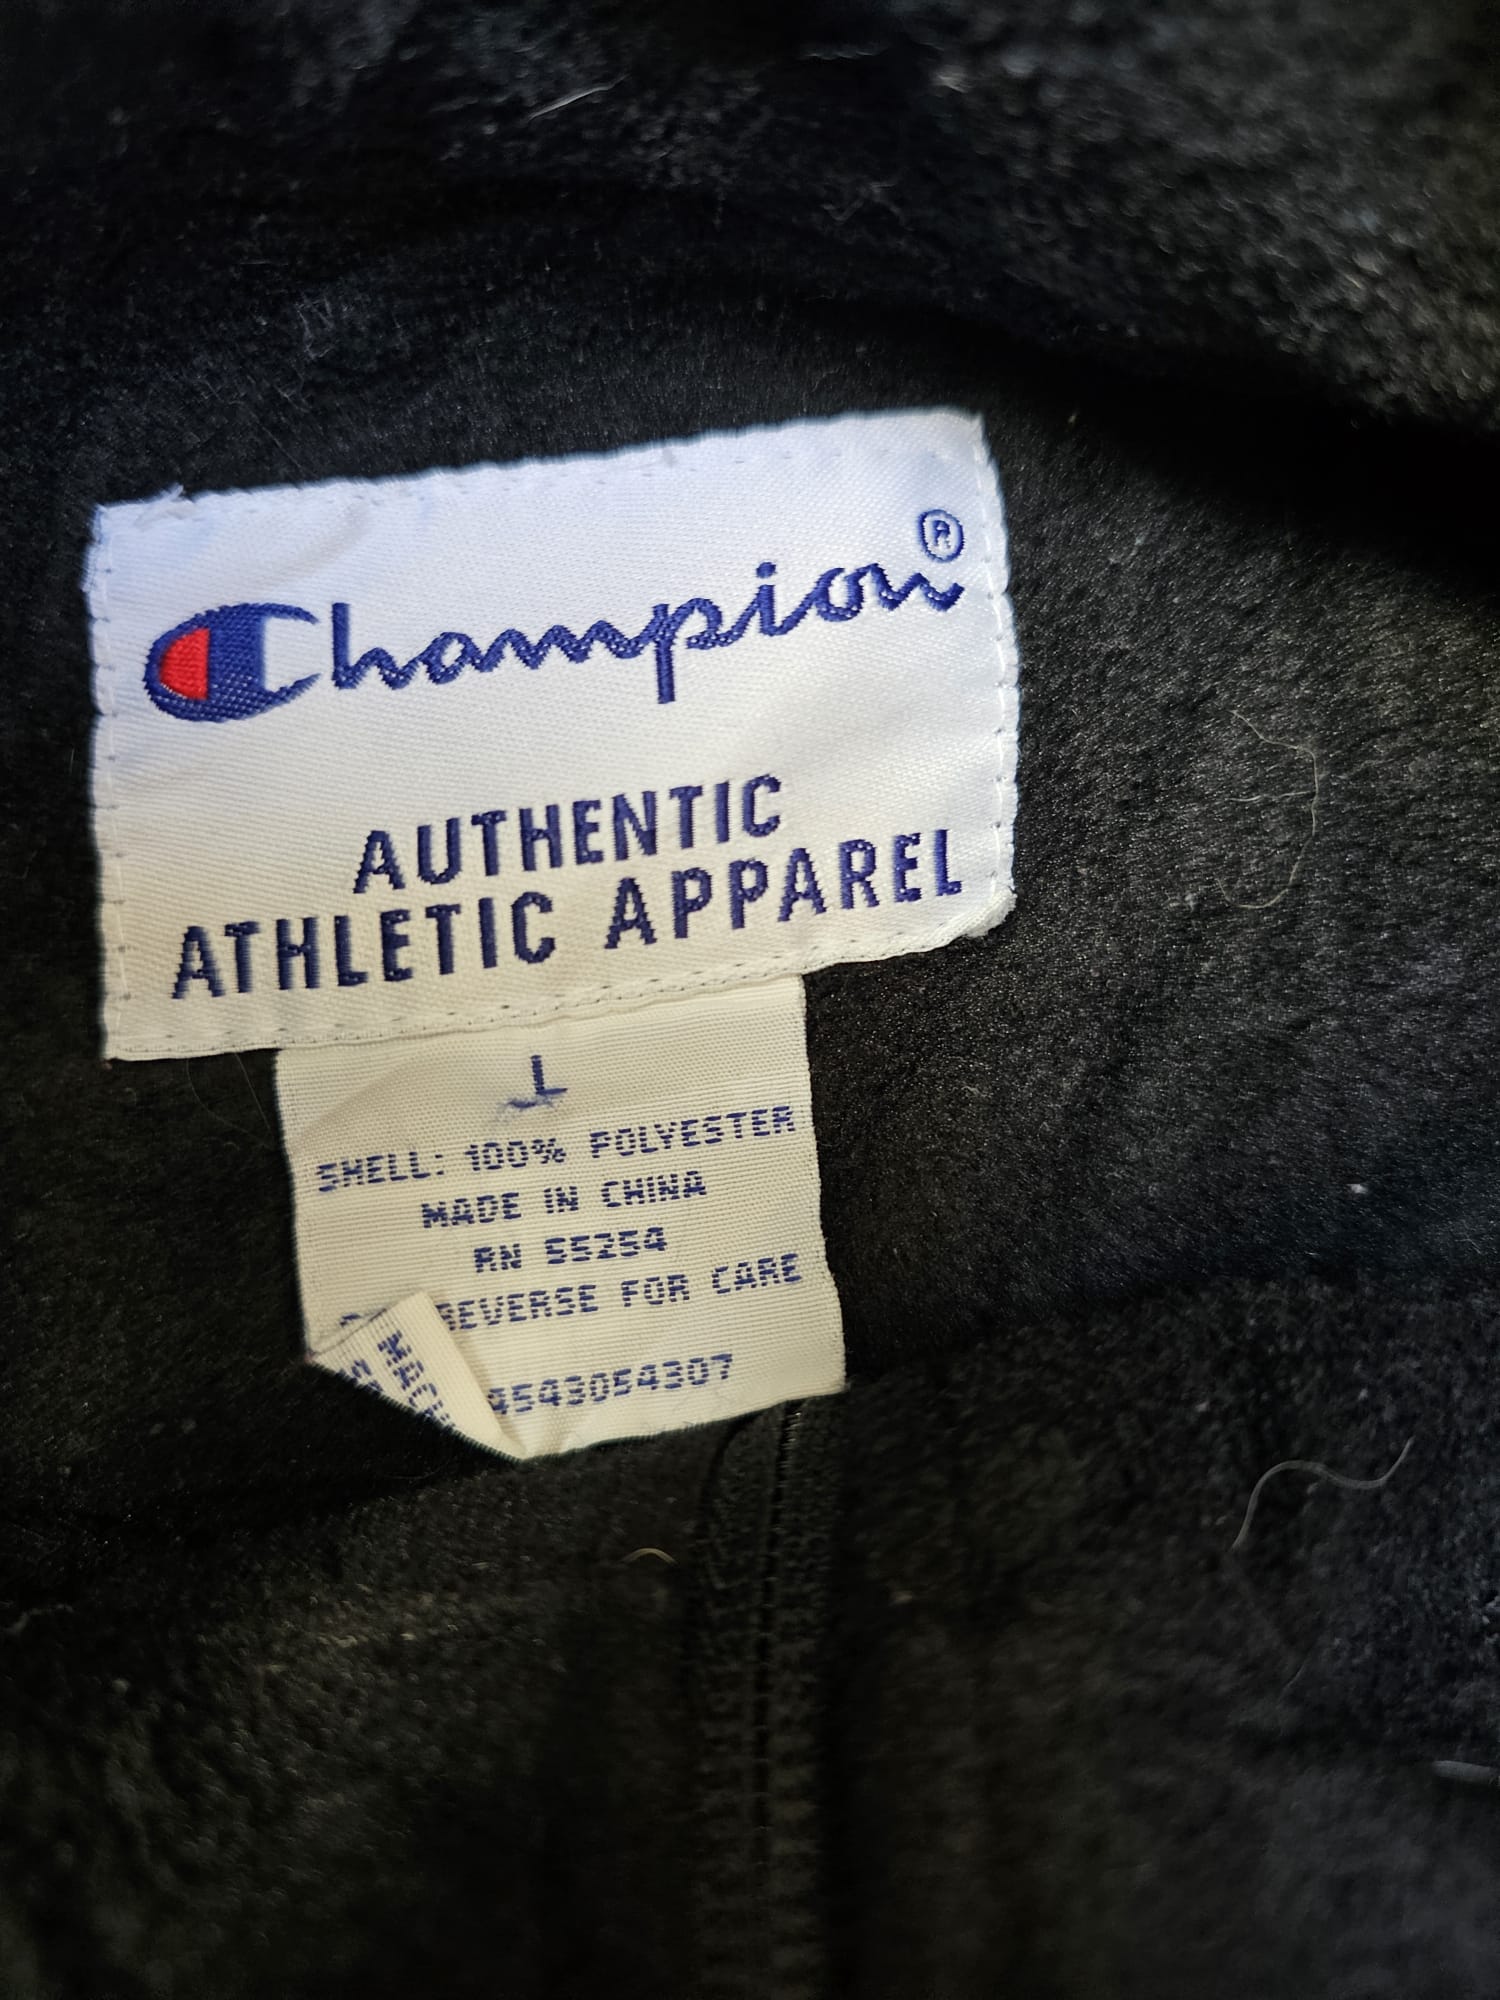 Champion®
AUTHENTIC
ATHLETIC APPAREL
L
SHELL: 100% POLYESTER
MADE IN CHINA
RN 55254
REVERSE FOR CARE
4543054307